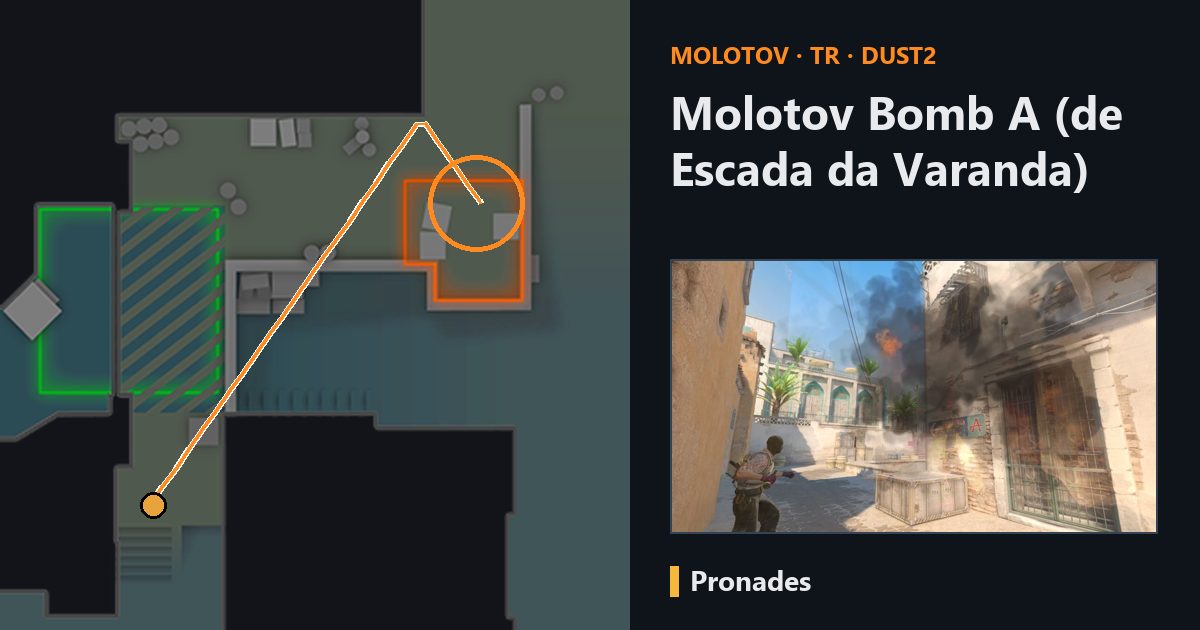 MOLOTOV · TR · DUST2
Molotov Bomb A (de
Escada da Varanda)
A
Pronades